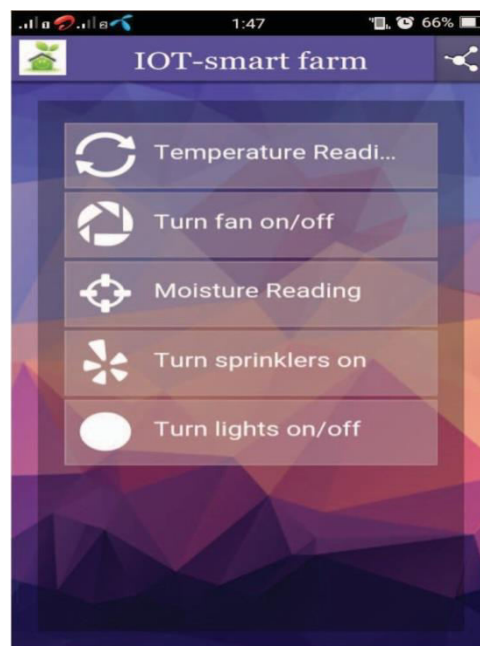 1:47
66%
IOT-smart farm
Temperature Readi...
Turn fan on/off
Moisture Reading
Turn sprinklers on
Turn lights on/off